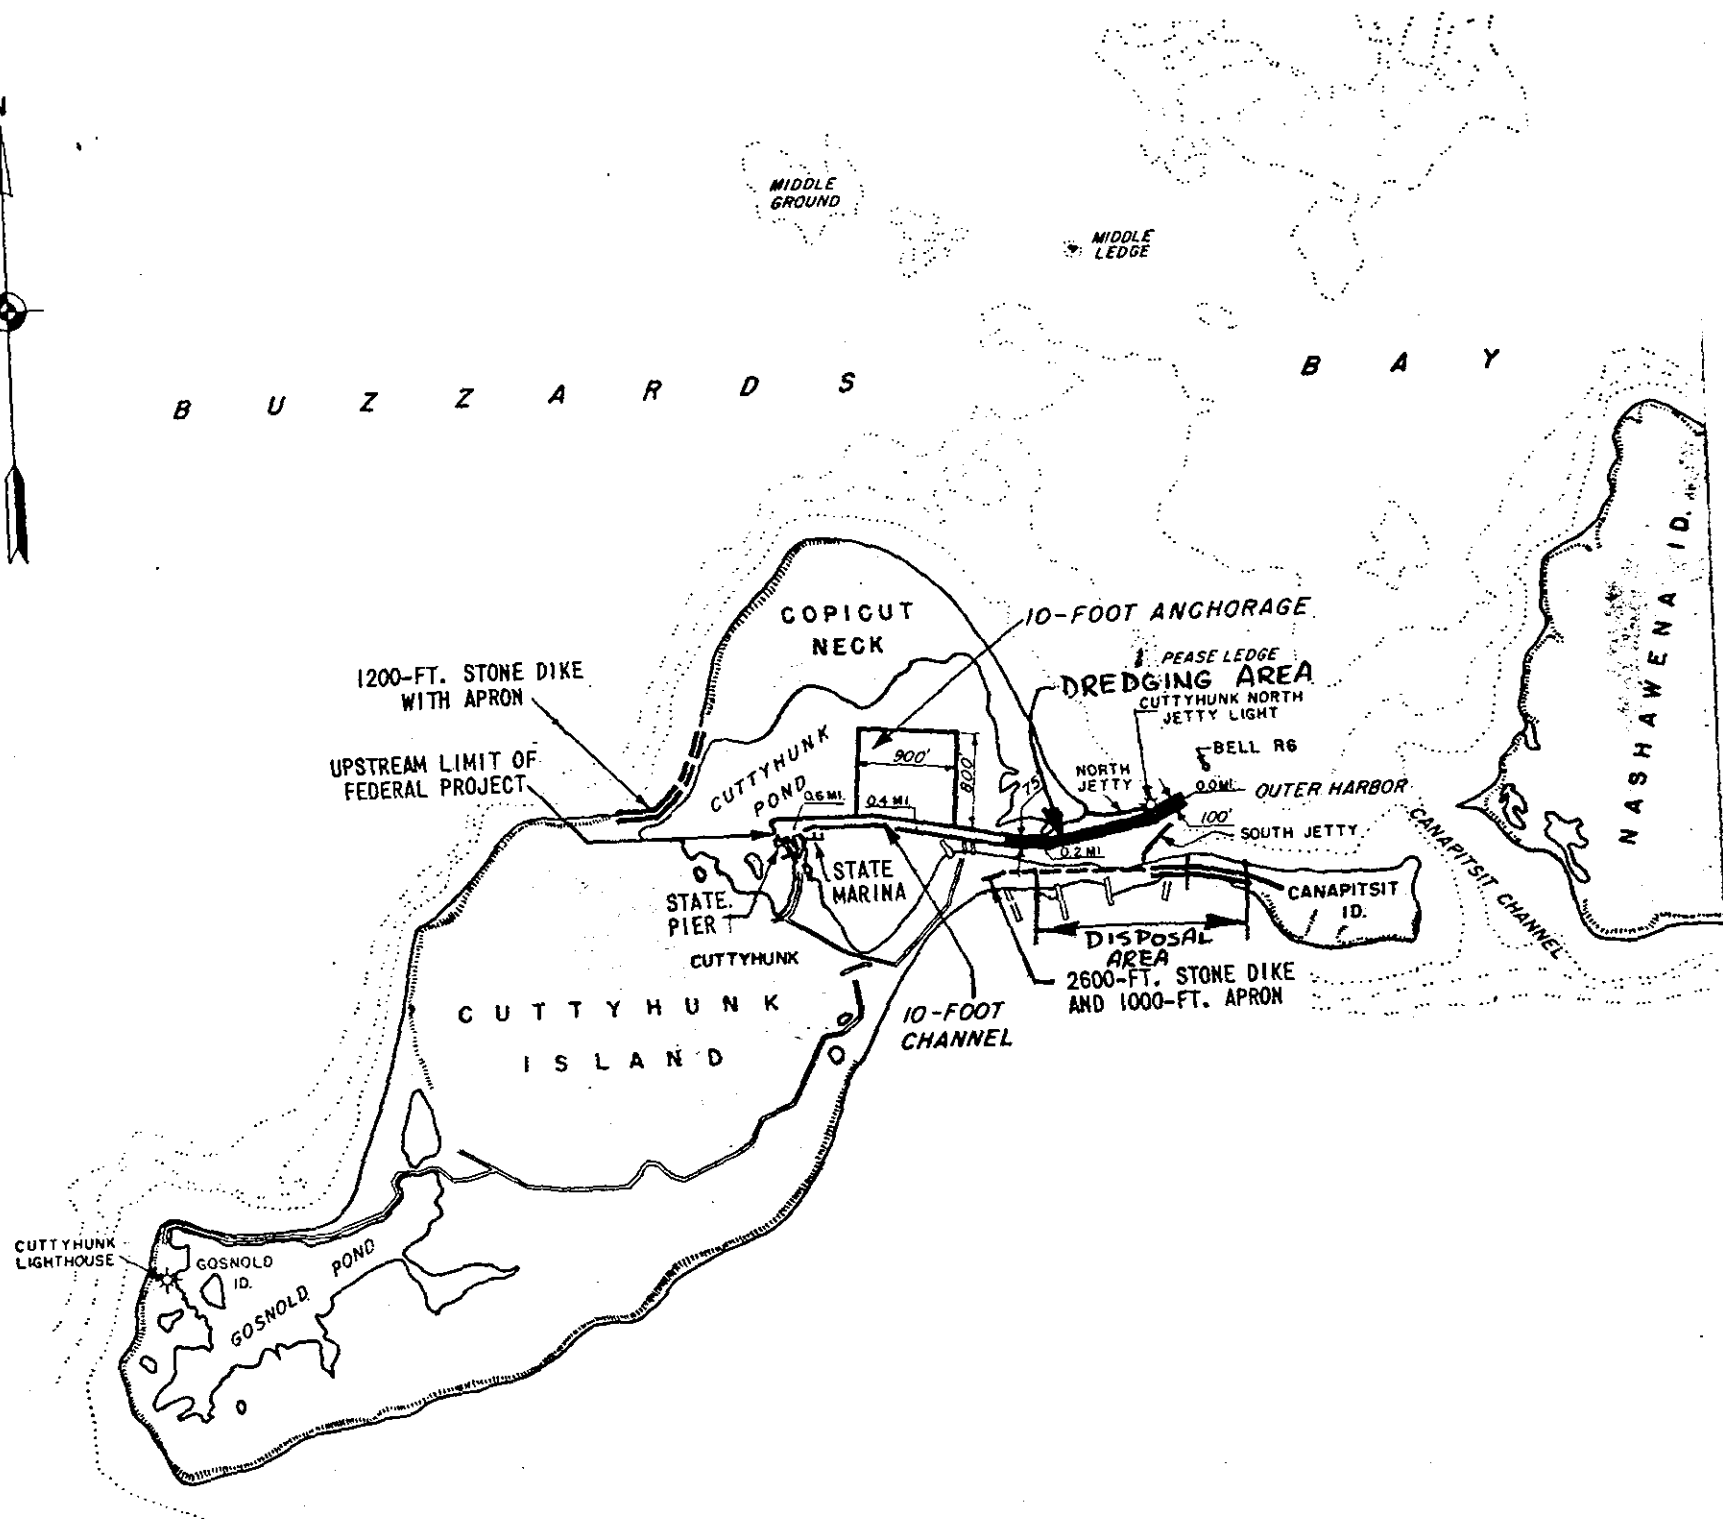 N
MIDDLE
GROUND
MIDDLE
LEDGE
BUZZARDS
BAY
COPICUT
NECK
10-FOOT ANCHORAGE
PEASE LEDGE
DREDGING AREA
CUTTYHUNK NORTH
JETTY LIGHT
1200-FT. STONE DIKE
WITH APRON
BELL R6
UPSTREAM LIMIT OF
FEDERAL PROJECT
CUTTYHUNK
POND
900'
800'
75'
NORTH
JETTY
0.0 MI.
OUTER HARBOR
0.6 MI.
0.4 MI.
100'
SOUTH JETTY
0.2 MI.
CANAPITSIT CHANNEL
NASHAWENA ID.
STATE
MARINA
STATE
PIER
CANAPITSIT
ID.
CUTTYHUNK
DISPOSAL
AREA
2600-FT. STONE DIKE
AND 1000-FT. APRON
CUTTYHUNK
ISLAND
10-FOOT
CHANNEL
CUTTYHUNK
LIGHTHOUSE
GOSNOLD
ID.
GOSNOLD POND